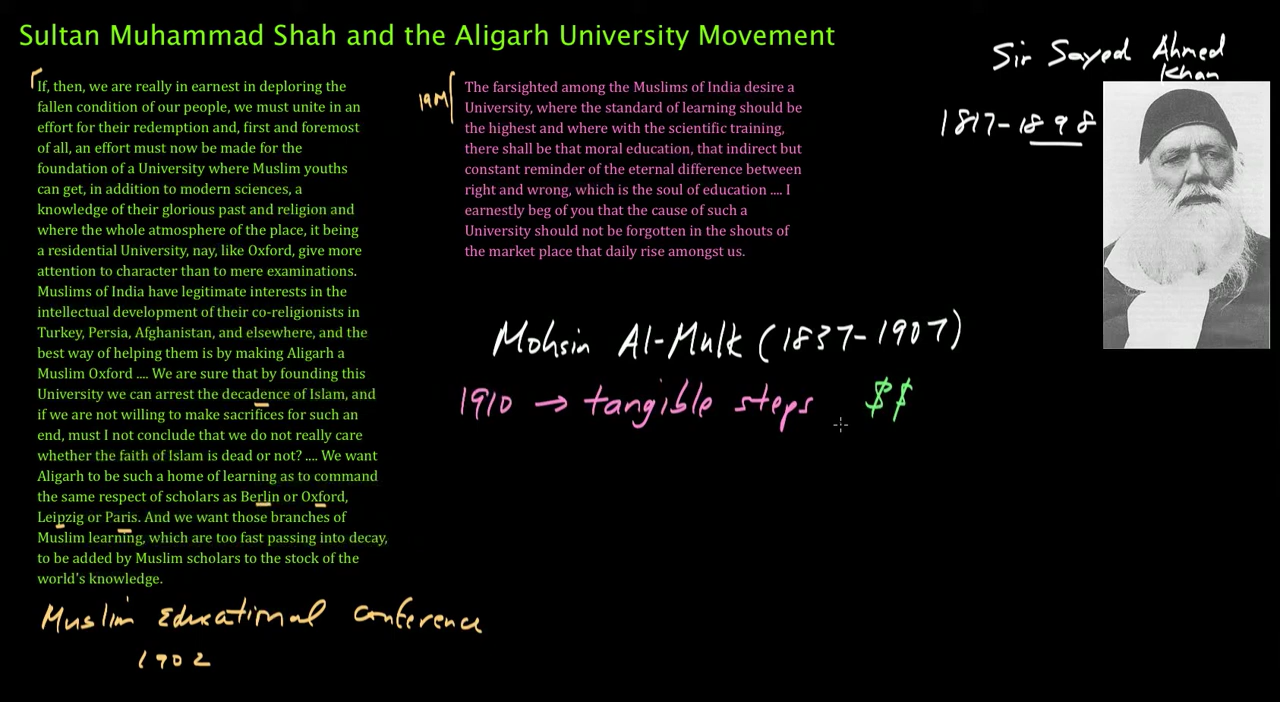 Sultan Muhammad Shah and the Aligarh University Movement
If, then, we are really in earnest in deploring the
fallen condition of our people, we must unite in an
effort for their redemption and, first and foremost
of all, an effort must now be made for the
foundation of a University where Muslim youths
can get, in addition to modern sciences, a
knowledge of their glorious past and religion and
where the whole atmosphere of the place, it being
a residential University, nay, like Oxford, give more
attention to character than to mere examinations.
Muslims of India have legitimate interests in the
intellectual development of their co-religionists in
Turkey, Persia, Afghanistan, and elsewhere, and the
best way of helping them is by making Aligarh a
Muslim Oxford .... We are sure that by founding this
University we can arrest the decadence of Islam, and
if we are not willing to make sacrifices for such an
end, must I not conclude that we do not really care
whether the faith of Islam is dead or not? .... We want
Aligarh to be such a home of learning as to command
the same respect of scholars as Berlin or Oxford,
Leipzig or Paris. And we want those branches of
Muslim learning, which are too fast passing into decay,
to be added by Muslim scholars to the stock of the
world's knowledge.
Muslim Educational Conference
1902
The farsighted among the Muslims of India desire a
University, where the standard of learning should be
the highest and where with the scientific training,
there shall be that moral education, that indirect but
constant reminder of the eternal difference between
right and wrong, which is the soul of education .... I
earnestly beg of you that the cause of such a
University should not be forgotten in the shouts of
the market place that daily rise amongst us.
Mohsin Al-Mulk (1837-1907)
1910 → tangible steps $$
Sir Sayed Ahmed
Khan
1817-1898